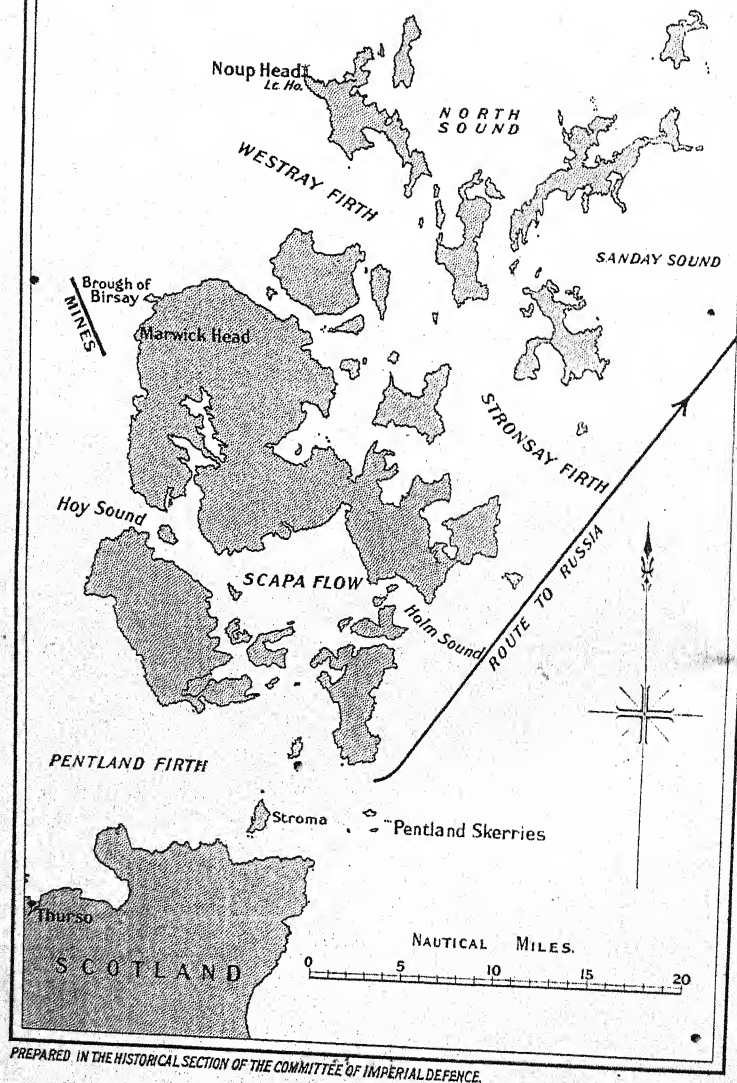 Noup Head
Lt. Ho.
NORTH
SOUND
WESTRAY FIRTH
SANDAY SOUND
Brough of
Birsay
MINES
Marwick Head
STRONSAY FIRTH
Hoy Sound
SCAPA FLOW
Holm Sound
ROUTE TO RUSSIA
PENTLAND FIRTH
Stroma
Pentland Skerries
Thurso
SCOTLAND
NAUTICAL MILES.
0 5 10 15 20
PREPARED IN THE HISTORICAL SECTION OF THE COMMITTEE OF IMPERIAL DEFENCE.